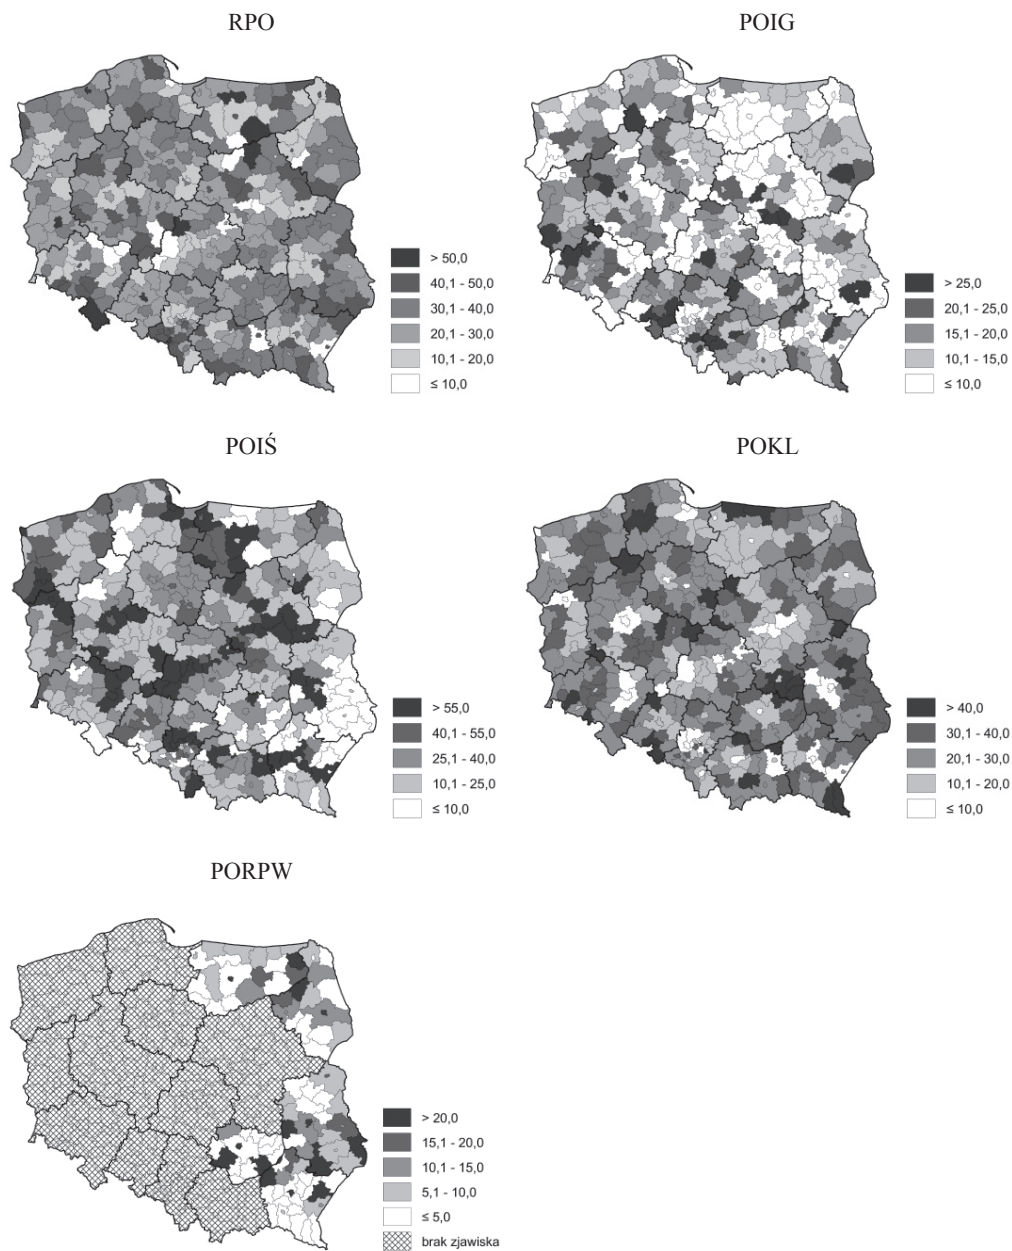 RPO
> 50,0
40,1 - 50,0
30,1 - 40,0
20,1 - 30,0
10,1 - 20,0
≤ 10,0
POIG
> 25,0
20,1 - 25,0
15,1 - 20,0
10,1 - 15,0
≤ 10,0
POIŚ
> 55,0
40,1 - 55,0
25,1 - 40,0
10,1 - 25,0
≤ 10,0
POKL
> 40,0
30,1 - 40,0
20,1 - 30,0
10,1 - 20,0
≤ 10,0
PORPW
> 20,0
15,1 - 20,0
10,1 - 15,0
5,1 - 10,0
≤ 5,0
brak zjawiska